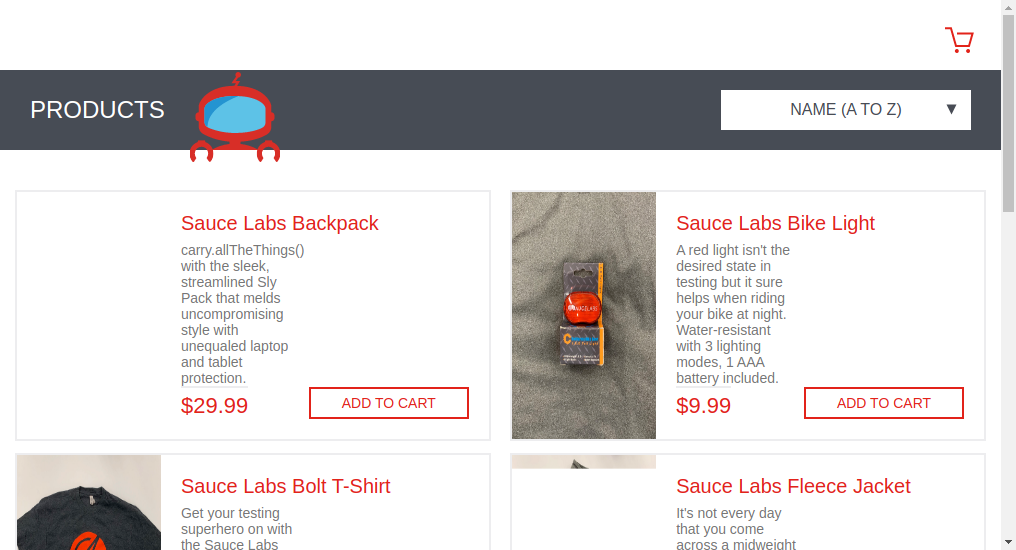 PRODUCTS
NAME (A TO Z)
Sauce Labs Backpack
carry.allTheThings()
with the sleek,
streamlined Sly
Pack that melds
uncompromising
style with
unequaled laptop
and tablet
protection.
$29.99
ADD TO CART
Sauce Labs Bike Light
A red light isn't the
desired state in
testing but it sure
helps when riding
your bike at night.
Water-resistant
with 3 lighting
modes, 1 AAA
battery included.
$9.99
ADD TO CART
Sauce Labs Bolt T-Shirt
Get your testing
superhero on with
the Sauce Labs
Sauce Labs Fleece Jacket
It's not every day
that you come
across a midweight